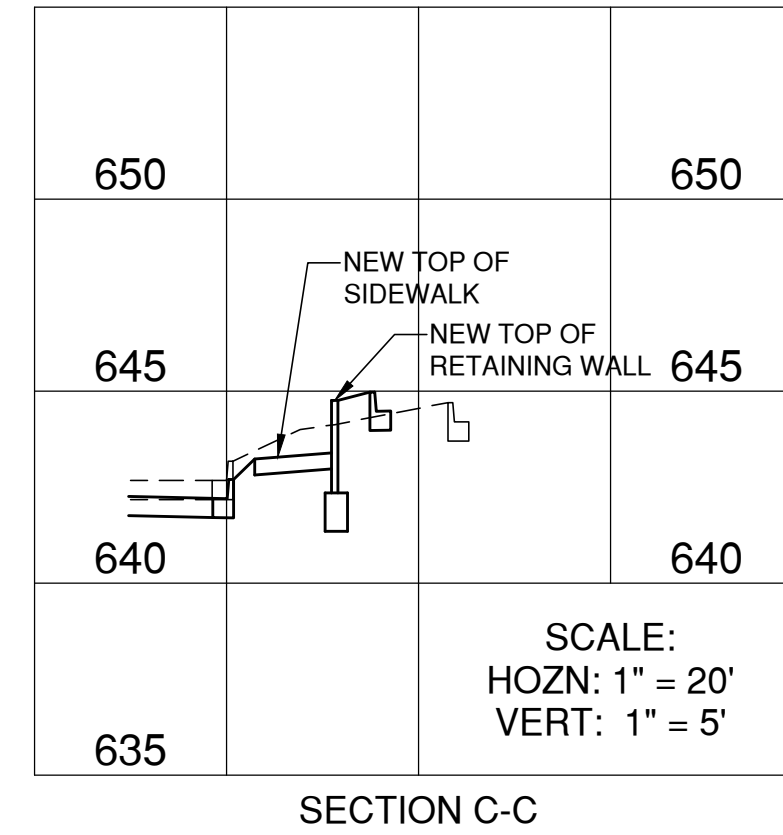 650
650
NEW TOP OF
SIDEWALK
NEW TOP OF
RETAINING WALL
645
645
640
640
SCALE:
HOZN: 1" = 20'
VERT: 1" = 5'
635
SECTION C-C